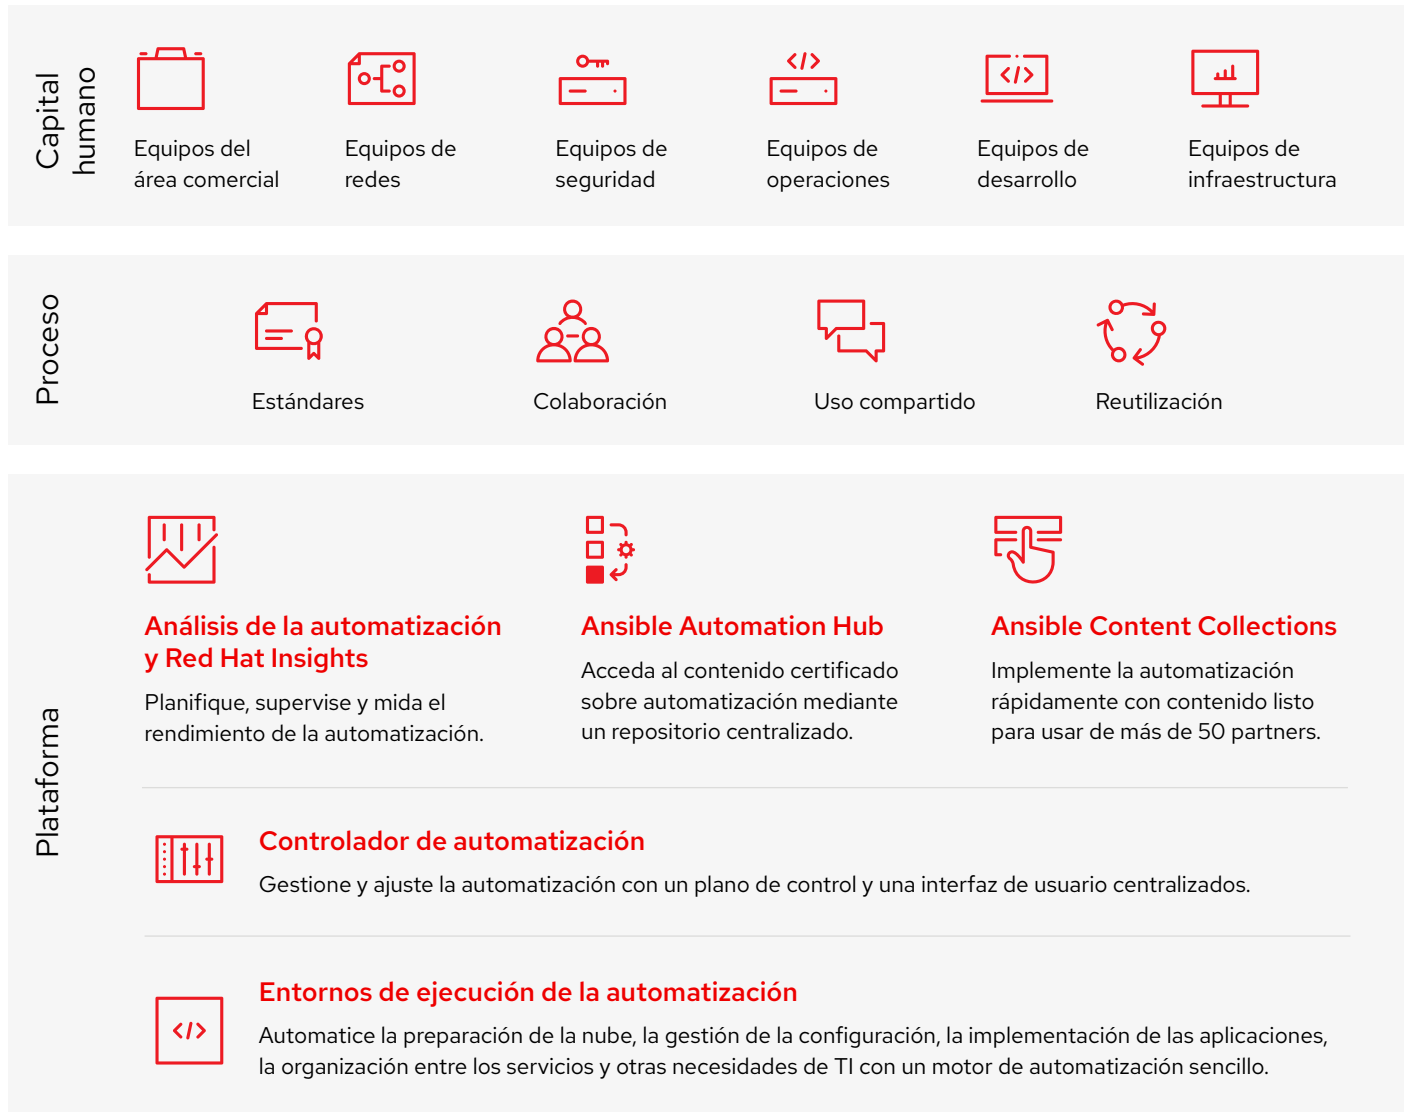 Capital
humano
Equipos del
área comercial
Equipos de
redes
Equipos de
seguridad
Equipos de
operaciones
Equipos de
desarrollo
Equipos de
infraestructura
Proceso
Estándares
Colaboración
Uso compartido
Reutilización
Plataforma
Análisis de la automatización
y Red Hat Insights
Planifique, supervise y mida el
rendimiento de la automatización.
Ansible Automation Hub
Acceda al contenido certificado
sobre automatización mediante
un repositorio centralizado.
Ansible Content Collections
Implemente la automatización
rápidamente con contenido listo
para usar de más de 50 partners.
Controlador de automatización
Gestione y ajuste la automatización con un plano de control y una interfaz de usuario centralizados.
Entornos de ejecución de la automatización
Automatice la preparación de la nube, la gestión de la configuración, la implementación de las aplicaciones,
la organización entre los servicios y otras necesidades de TI con un motor de automatización sencillo.